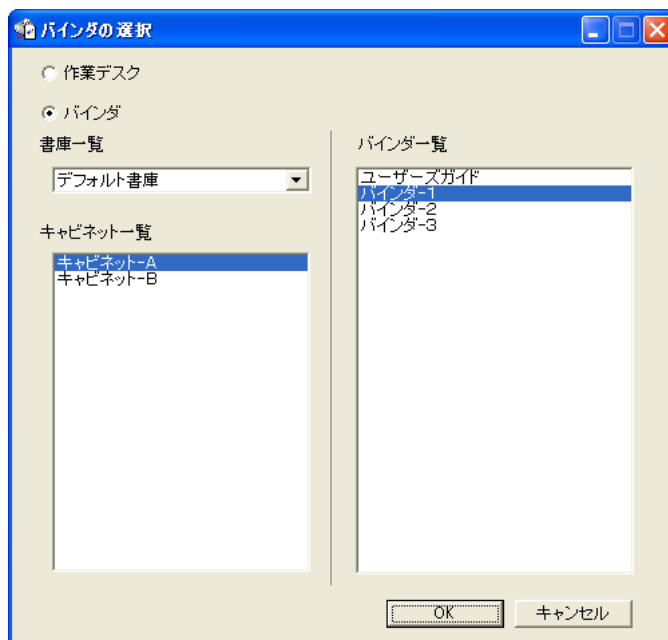 バインダの選択
作業デスク
バインダ
書庫一覧
デフォルト書庫
キャビネット一覧
キャビネット-A
キャビネット-B
バインダ一覧
ユーザーズガイド
バインダ-1
バインダ-2
バインダ-3
OK
キャンセル